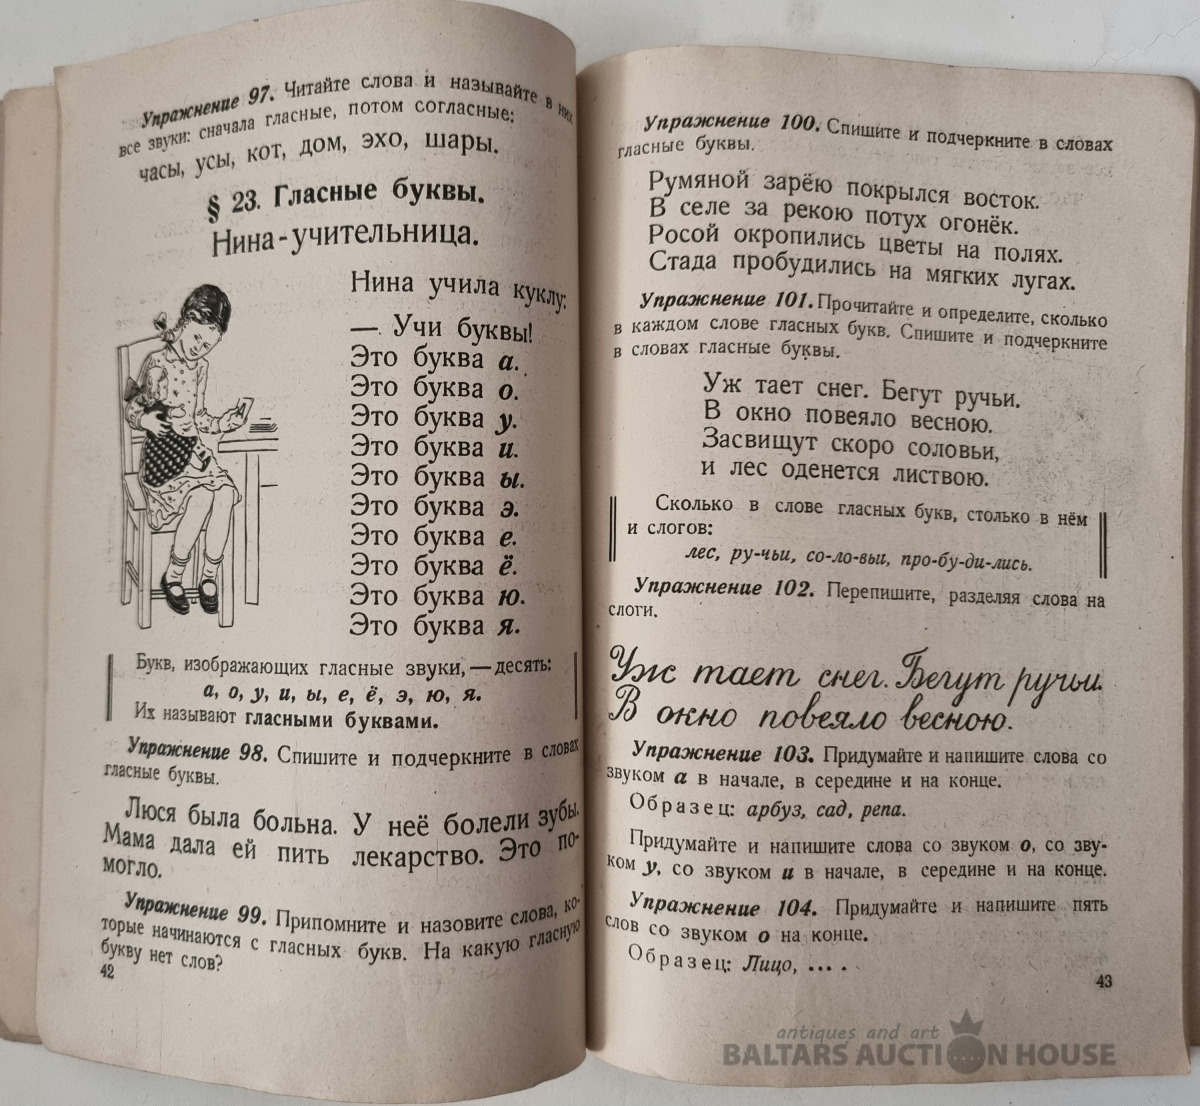 Упражнение 97. Читайте слова и называйте в них
все звуки: сначала гласные, потом согласные:
часы, усы, кот, дом, эхо, шары.
§ 23. Гласные буквы.
Нина-учительница.
Нина учила куклу:
— Учи буквы!
Это буква а.
Это буква о.
Это буква у.
Это буква и.
Это буква ы.
Это буква э.
Это буква е.
Это буква ё.
Это буква ю.
Это буква я.
Букв, изображающих гласные звуки, — десять:
а, о, у, и, ы, е, ё, э, ю, я.
Их называют гласными буквами.
Упражнение 98. Спишите и подчеркните в словах
гласные буквы.
Люся была больна. У неё болели зубы.
Мама дала ей пить лекарство. Это по-
могло.
Упражнение 99. Припомните и назовите слова, ко-
торые начинаются с гласных букв. На какую гласную
букву нет слов?
42
Упражнение 100. Спишите и подчеркните в словах
гласные буквы.
Румяной зарёю покрылся восток.
В селе за рекою потух огонёк.
Росой окропились цветы на полях.
Стада пробудились на мягких лугах.
Упражнение 101. Прочитайте и определите, сколько
в каждом слове гласных букв. Спишите и подчеркните
в словах гласные буквы.
Уж тает снег. Бегут ручьи.
В окно повеяло весною.
Засвищут скоро соловьи,
и лес оденется листвою.
Сколько в слове гласных букв, столько в нём
и слогов:
лес, ру-чьи, со-ло-вьи, про-бу-ди-лись.
Упражнение 102. Перепишите, разделяя слова на
слоги.
Уж тает снег. Бегут ручьи.
В окно повеяло весною.
Упражнение 103. Придумайте и напишите слова со
звуком а в начале, в середине и на конце.
Образец: арбуз, сад, репа.
Придумайте и напишите слова со звуком о, со зву-
ком у, со звуком и в начале, в середине и на конце.
Упражнение 104. Придумайте и напишите пять
слов со звуком о на конце.
Образец: Лицо, ... .
43
antiques and art
BALTARS AUCTION HOUSE